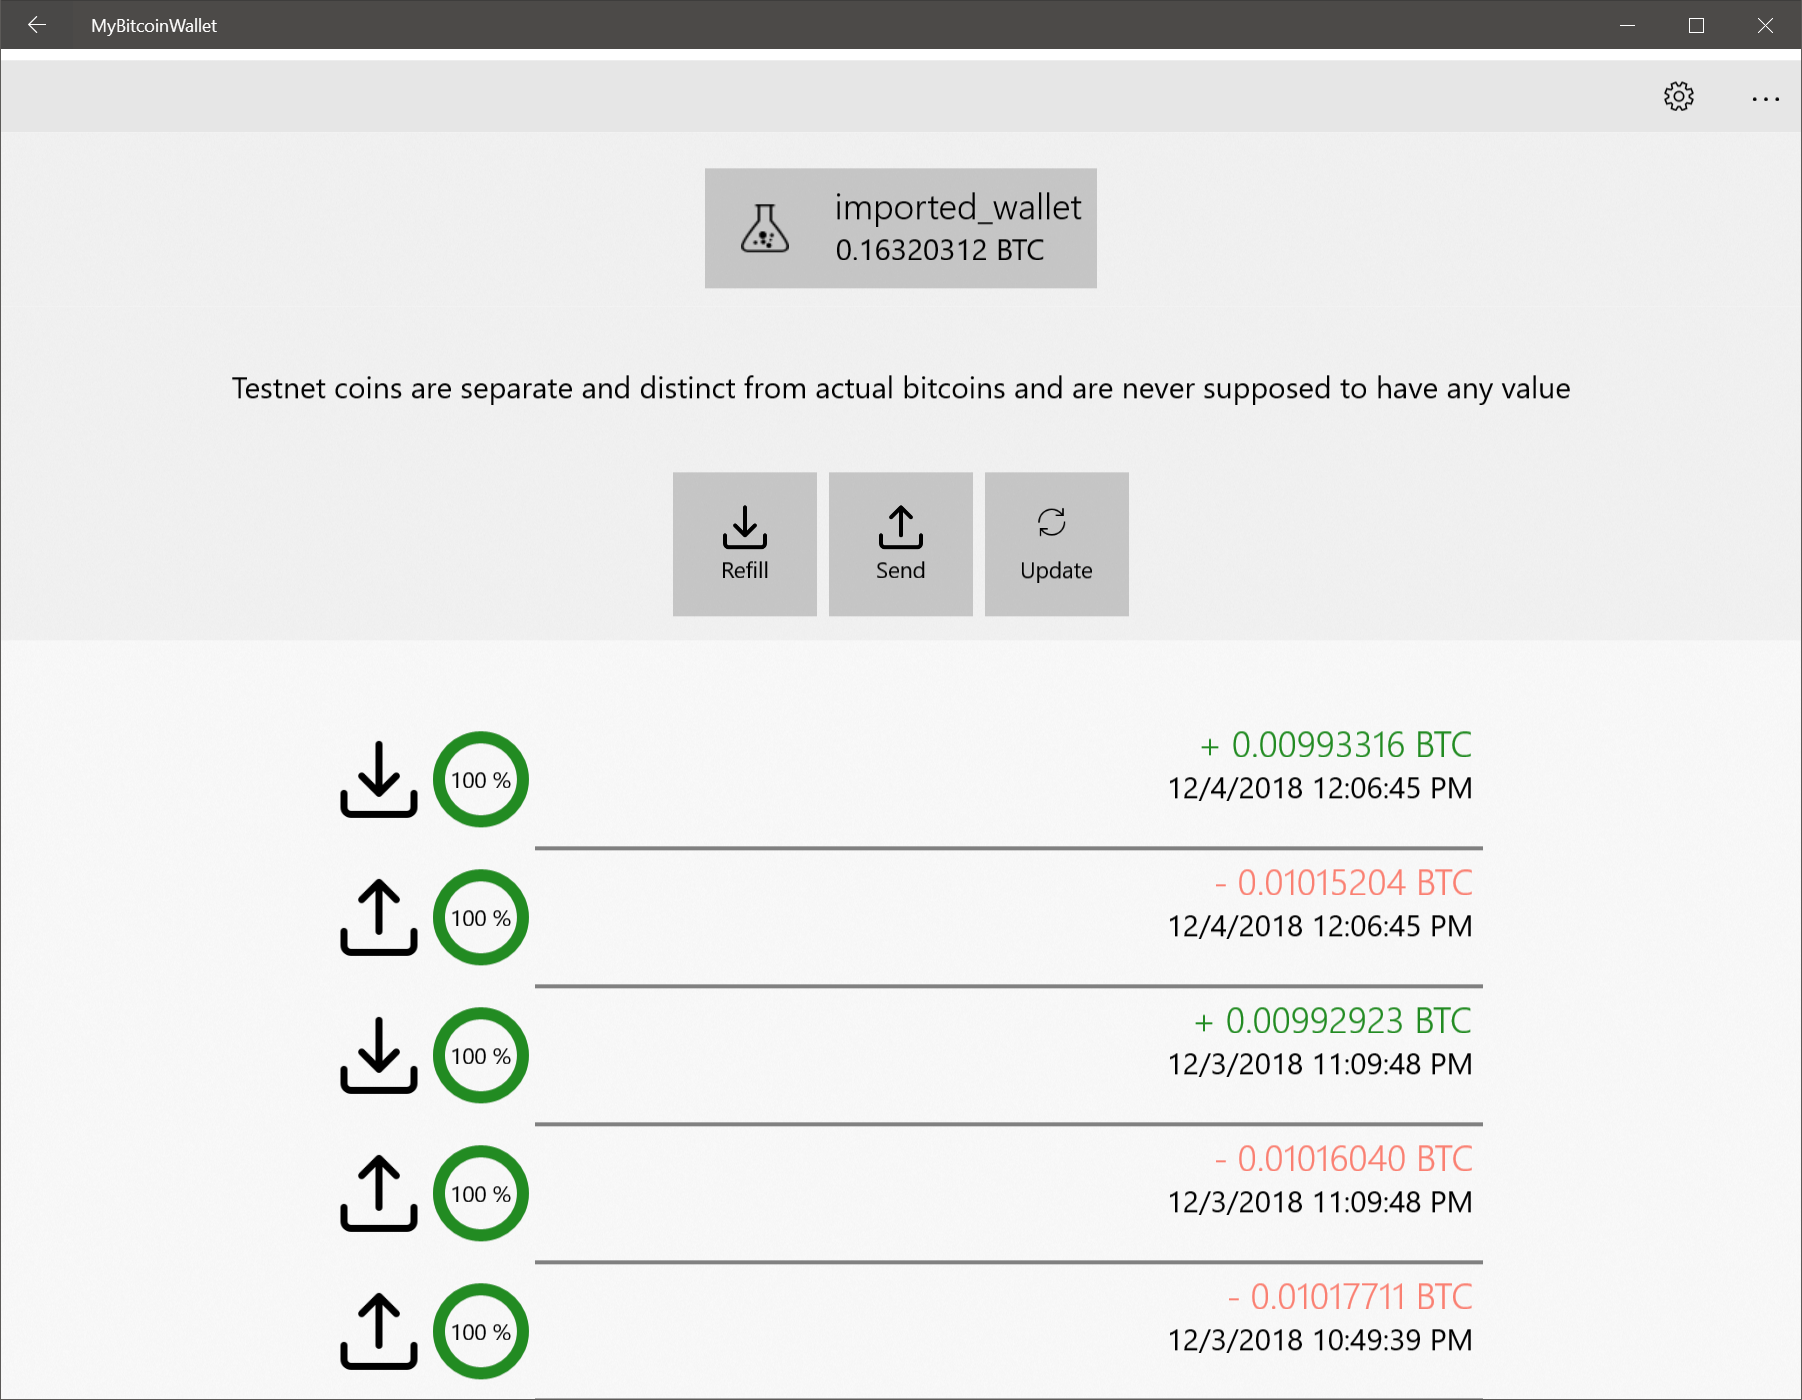 MyBitcoinWallet
...
imported_wallet
0.16320312 BTC
Testnet coins are separate and distinct from actual bitcoins and are never supposed to have any value
Refill
Send
Update
100 %
+ 0.00993316 BTC
12/4/2018 12:06:45 PM
100 %
- 0.01015204 BTC
12/4/2018 12:06:45 PM
100 %
+ 0.00992923 BTC
12/3/2018 11:09:48 PM
100 %
- 0.01016040 BTC
12/3/2018 11:09:48 PM
100 %
- 0.01017711 BTC
12/3/2018 10:49:39 PM